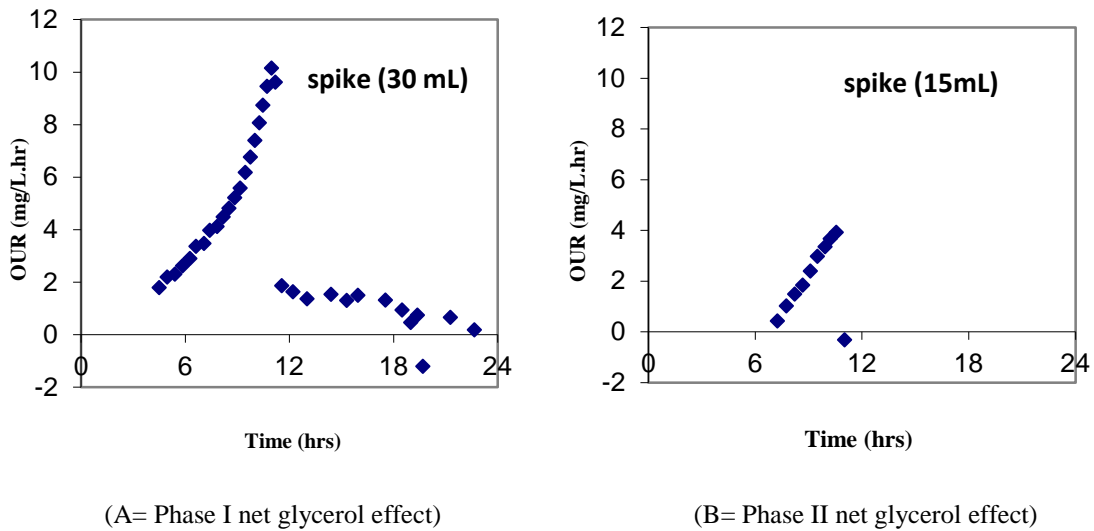 12
10
8
6
4
2
0
-2
OUR (mg/L.hr)
spike (30 mL)
0 6 12 18 24
Time (hrs)
(A= Phase I net glycerol effect)
12
10
8
6
4
2
0
-2
OUR (mg/L.hr)
spike (15mL)
0 6 12 18 24
Time (hrs)
(B= Phase II net glycerol effect)